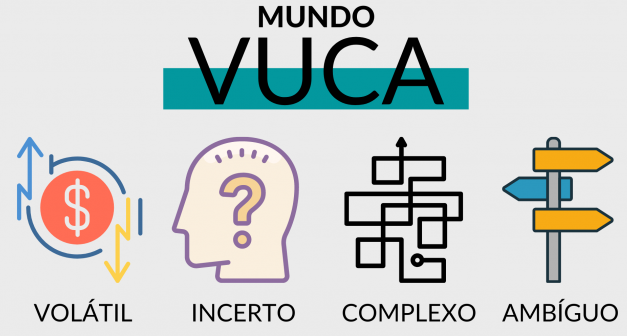 MUNDO
VUCA
$
?
VOLÁTIL INCERTO COMPLEXO AMBÍGUO